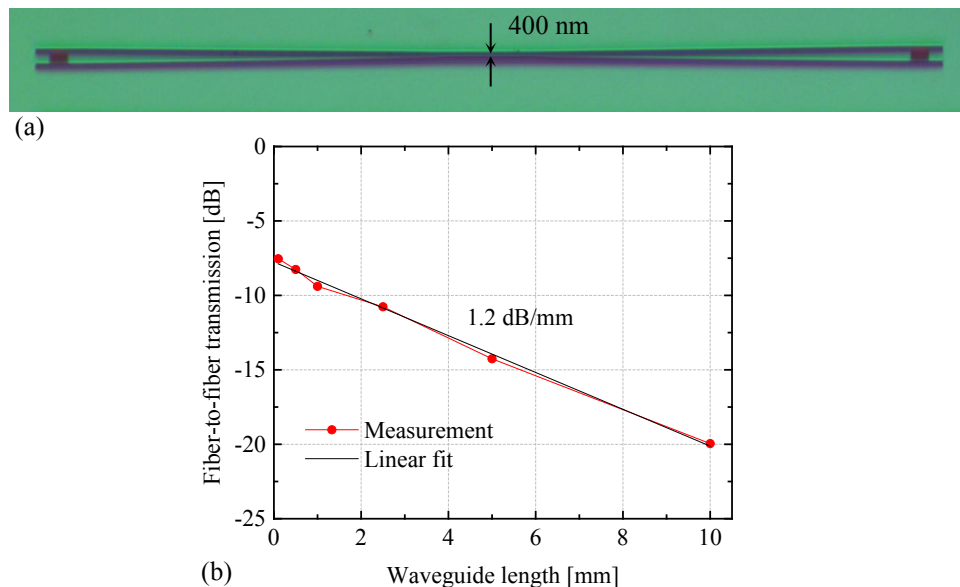 400 nm
(a)
0
-5
-10
-15
-20
-25
Fiber-to-fiber transmission [dB]
1.2 dB/mm
Measurement
Linear fit
0 2 4 6 8 10
Waveguide length [mm]
(b)